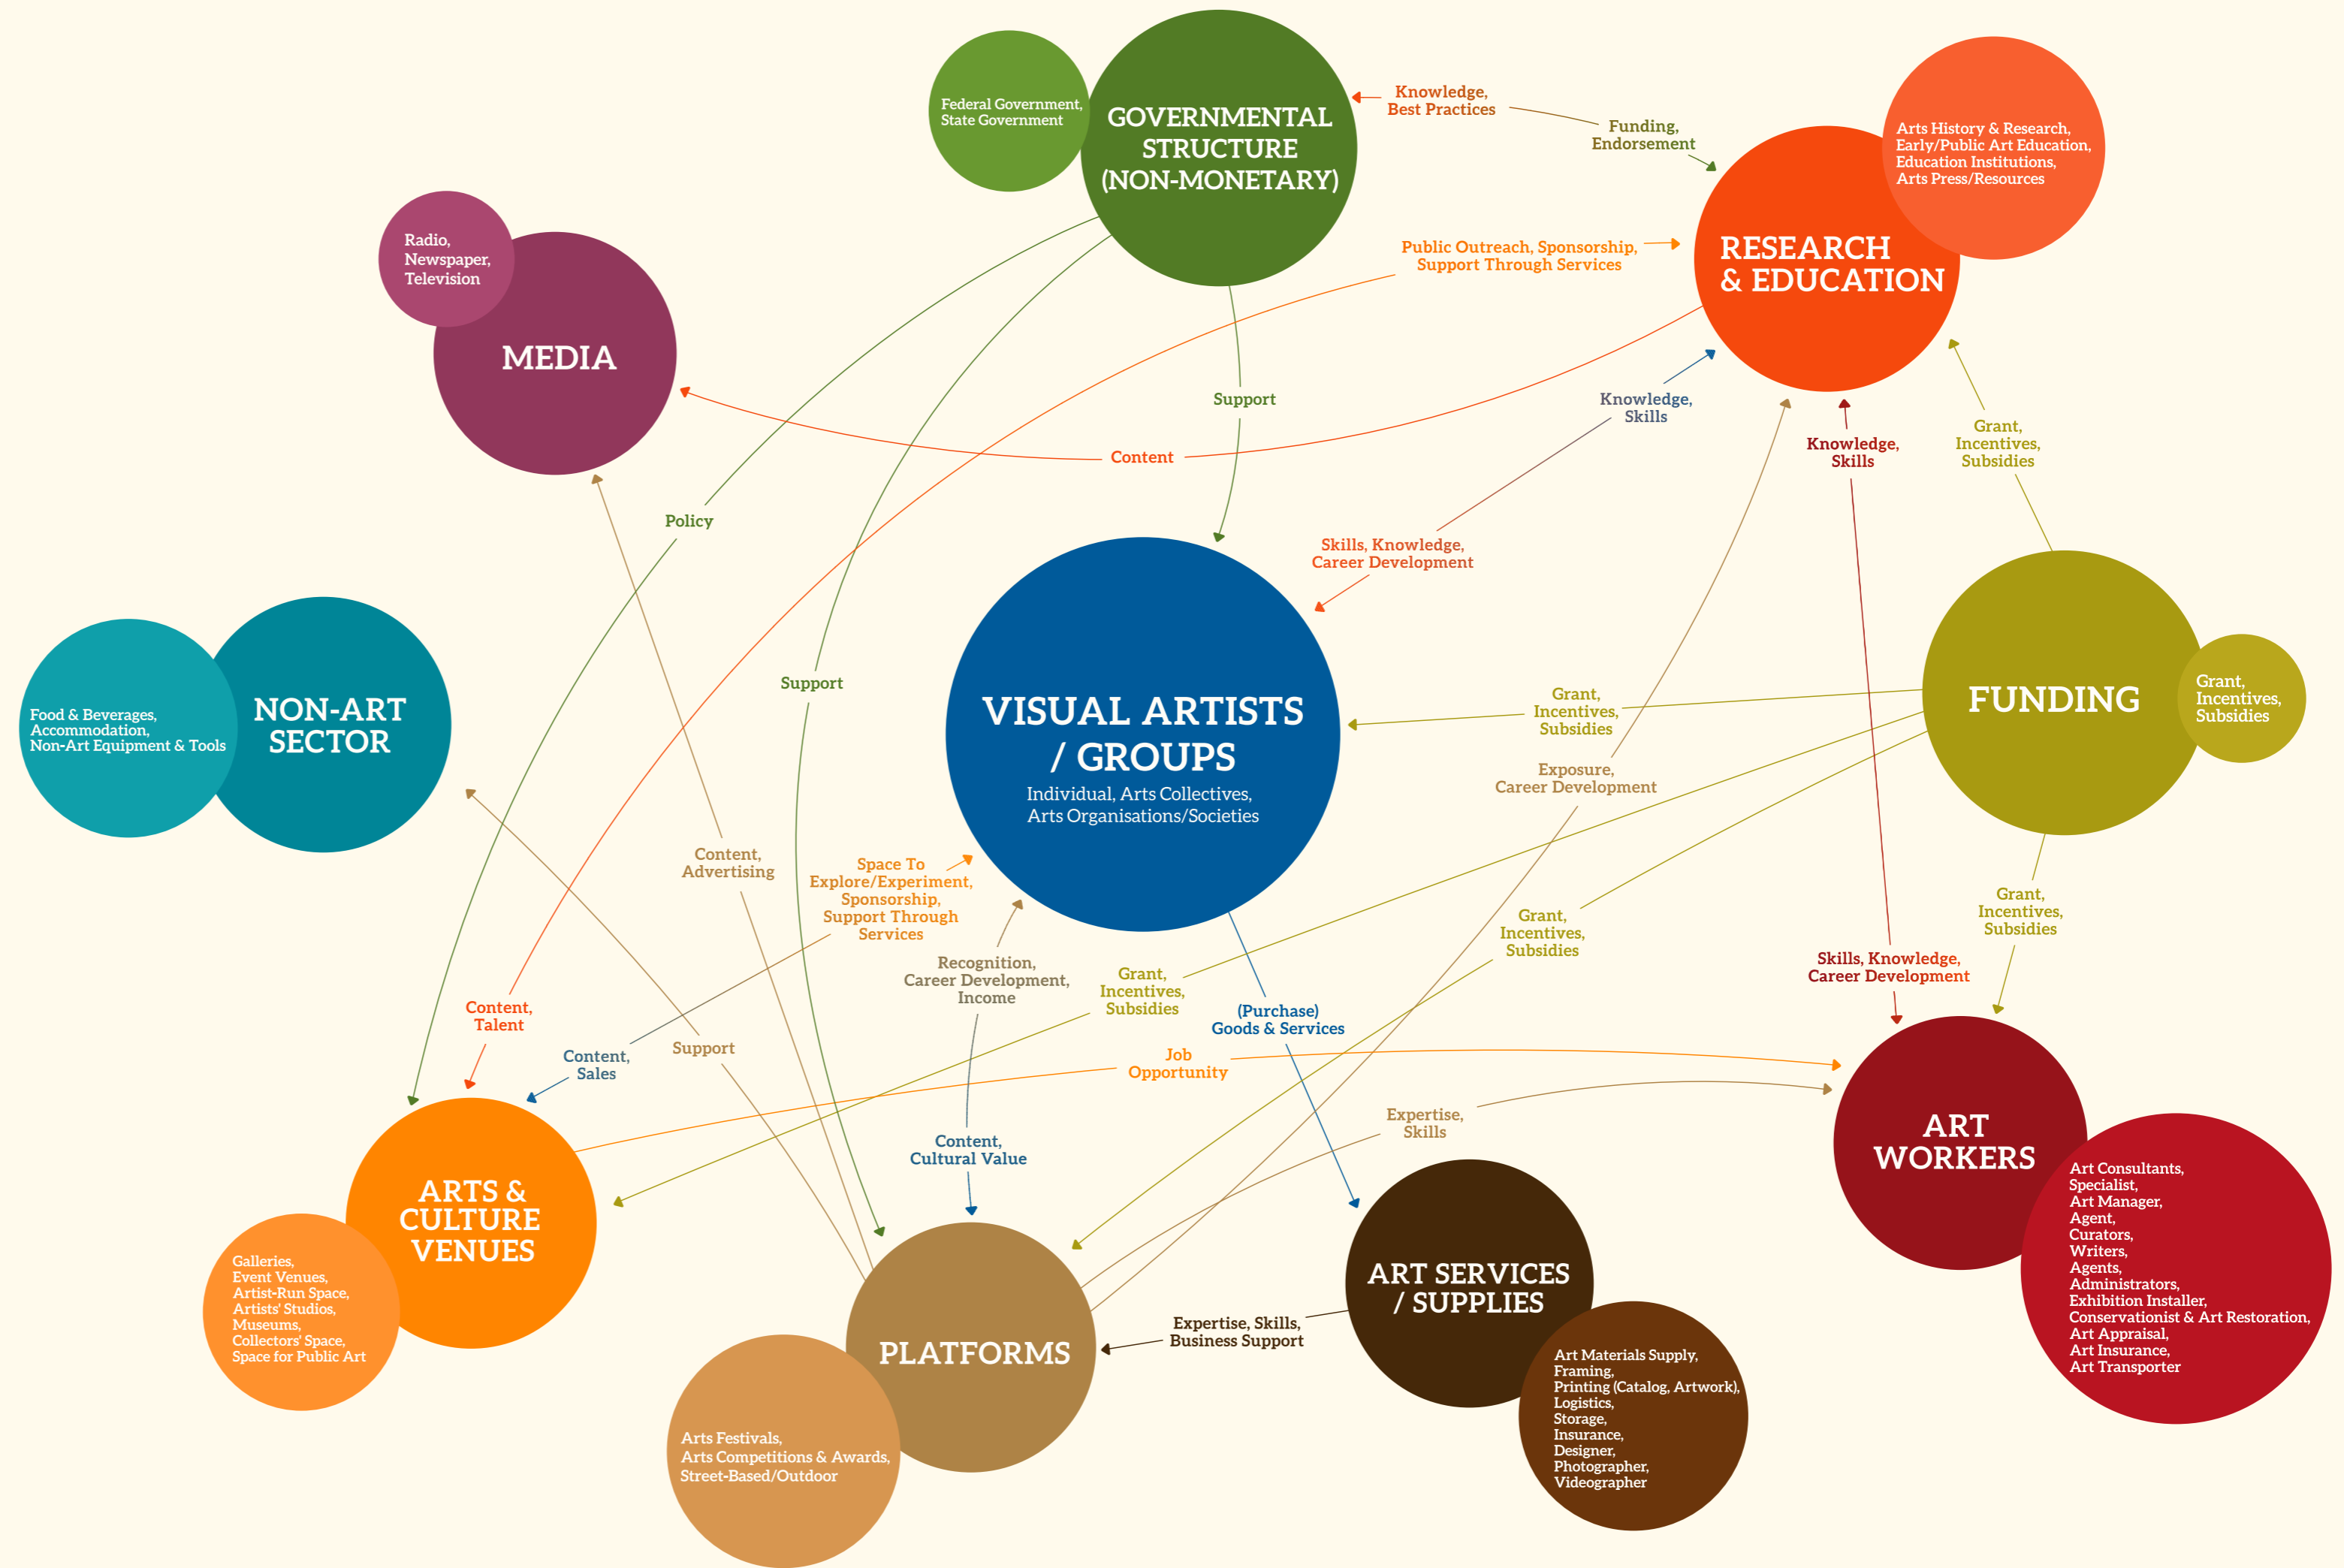 Federal Government,
State Government
GOVERNMENTAL
STRUCTURE
(NON-MONETARY)
Knowledge,
Best Practices
Funding,
Endorsement
Arts History & Research,
Early/Public Art Education,
Education Institutions,
Arts Press/Resources
RESEARCH
& EDUCATION
Radio,
Newspaper,
Television
MEDIA
Public Outreach, Sponsorship,
Support Through Services
Support
Knowledge,
Skills
Content
Knowledge,
Skills
Grant,
Incentives,
Subsidies
Policy
Skills, Knowledge,
Career Development
Support
Food & Beverages,
Accommodation,
Non-Art Equipment & Tools
NON-ART
SECTOR
VISUAL ARTISTS
/ GROUPS
Individual, Arts Collectives,
Arts Organisations/Societies
Grant,
Incentives,
Subsidies
FUNDING
Grant,
Incentives,
Subsidies
Exposure,
Career Development
Content,
Advertising
Space To
Explore/Experiment,
Sponsorship,
Support Through
Services
Grant,
Incentives,
Subsidies
Grant,
Incentives,
Subsidies
Recognition,
Career Development,
Income
Grant,
Incentives,
Subsidies
Skills, Knowledge,
Career Development
Content,
Talent
(Purchase)
Goods & Services
Content,
Sales
Support
Job
Opportunity
Expertise,
Skills
Content,
Cultural Value
ART
WORKERS
Art Consultants,
Specialist,
Art Manager,
Agent,
Curators,
Writers,
Agents,
Administrators,
Exhibition Installer,
Conservationist & Art Restoration,
Art Appraisal,
Art Insurance,
Art Transporter
ARTS &
CULTURE
VENUES
Galleries,
Event Venues,
Artist-Run Space,
Artists' Studios,
Museums,
Collectors' Space,
Space for Public Art
PLATFORMS
Arts Festivals,
Arts Competitions & Awards,
Street-Based/Outdoor
Expertise, Skills,
Business Support
ART SERVICES
/ SUPPLIES
Art Materials Supply,
Framing,
Printing (Catalog, Artwork),
Logistics,
Storage,
Insurance,
Designer,
Photographer,
Videographer